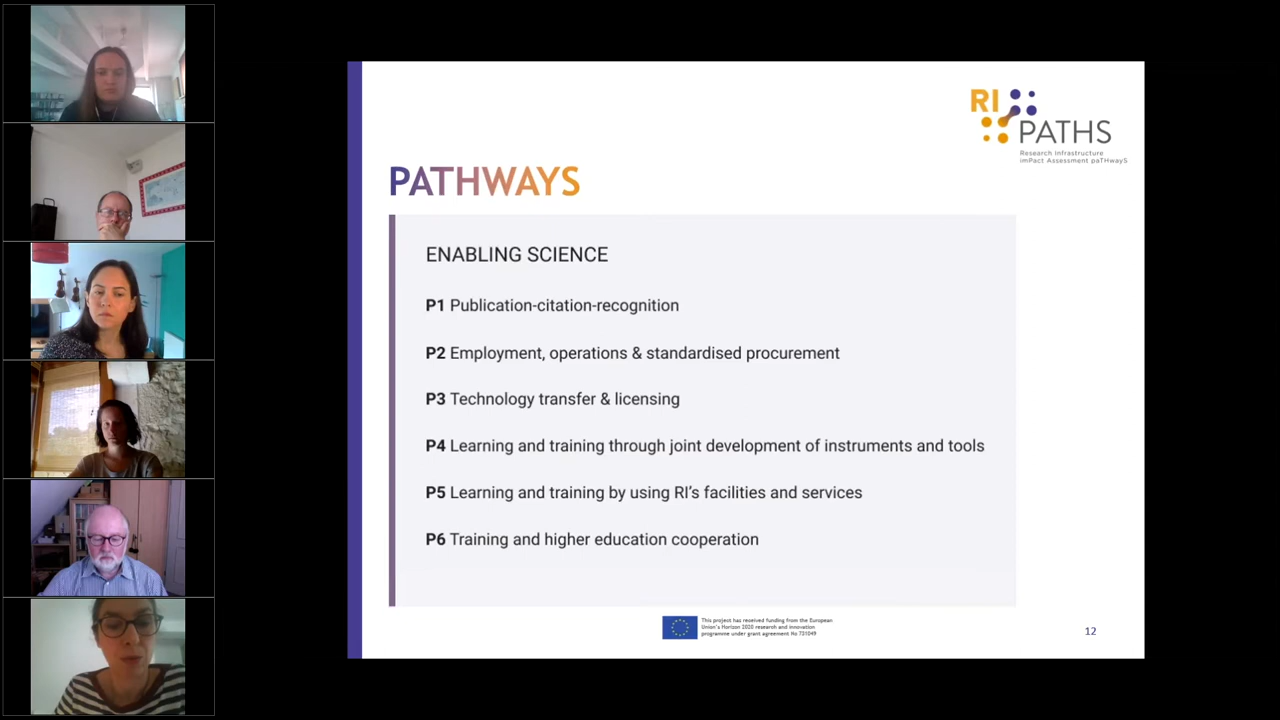 RI
PATHS
Research Infrastructure
imPact Assessment paTHwayS
PATHWAYS
ENABLING SCIENCE
P1 Publication-citation-recognition
P2 Employment, operations & standardised procurement
P3 Technology transfer & licensing
P4 Learning and training through joint development of instruments and tools
P5 Learning and training by using RI's facilities and services
P6 Training and higher education cooperation
This project has received funding from the European
Union's Horizon 2020 research and innovation
programme under grant agreement No 731049
12